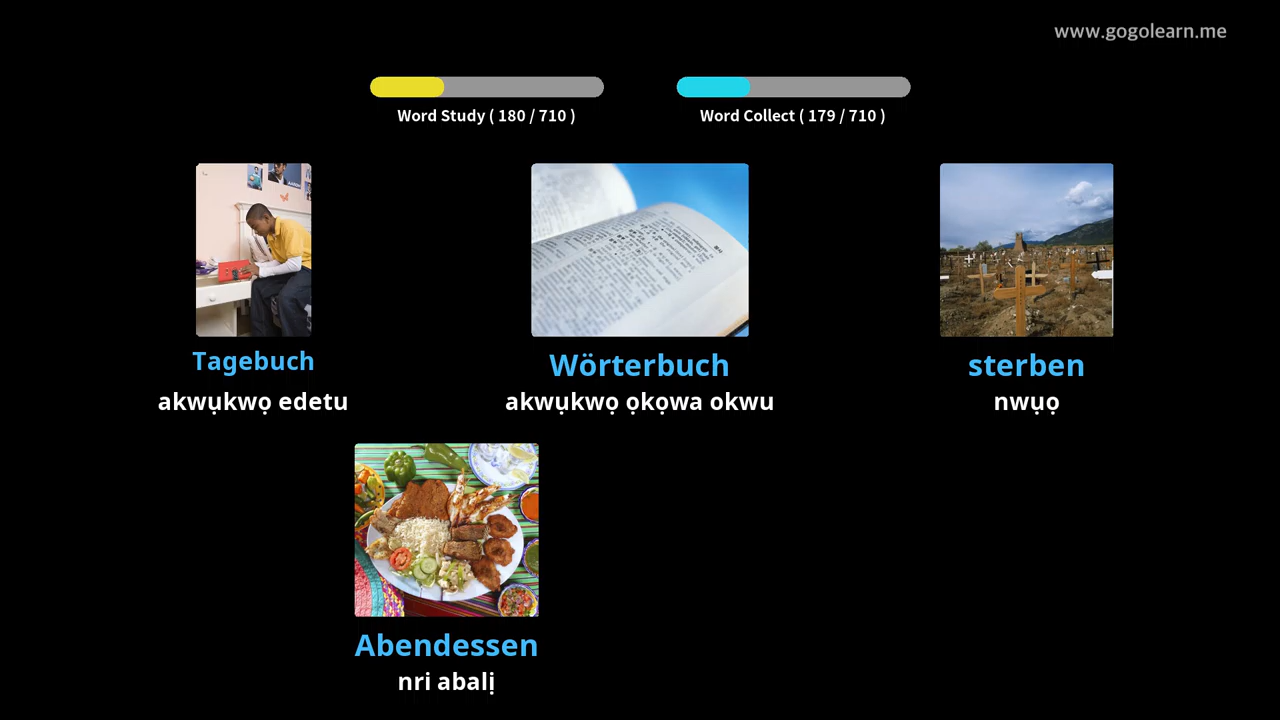 www.gogolearn.me
Word Study ( 180 / 710 )
Word Collect ( 179 / 710 )
Tagebuch
akwụkwọ edetu
Wörterbuch
akwụkwọ ọkọwa okwu
sterben
nwụọ
Abendessen
nri abalị